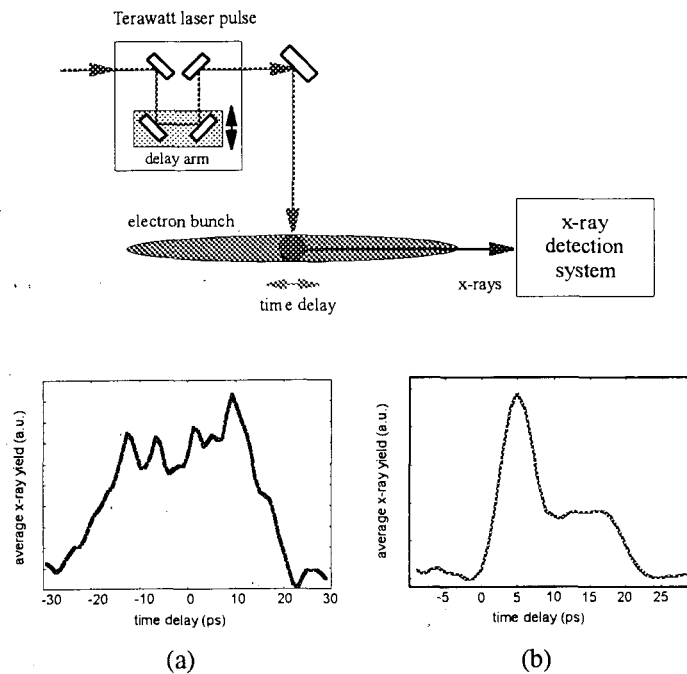 Terawatt laser pulse
delay arm
electron bunch
x-ray
detection
system
x-rays
time delay
average x-ray yield (a.u.)
-30
-20
-10
0
10
20
30
time delay (ps)
(a)
average x-ray yield (a.u.)
-5
0
5
10
15
20
25
time delay (ps)
(b)